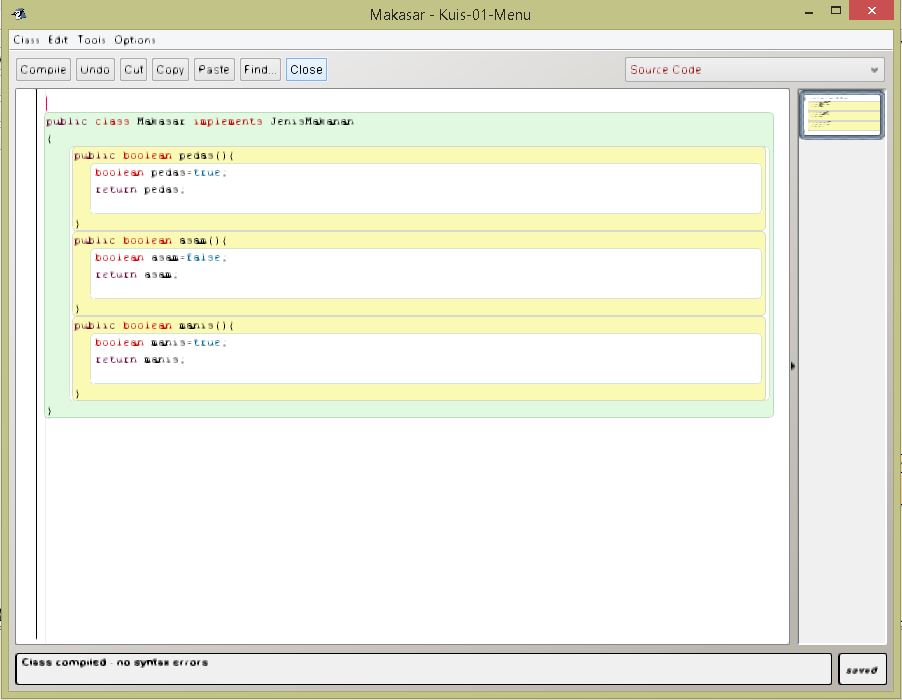 Makasar - Kuis-01-Menu
Class Edit Tools Options
Compile Undo Cut Copy Paste Find... Close Source Code
public class Makasar implements JenisMakanan
{
public boolean pedas(){
boolean pedas=true;
return pedas;
}
public boolean asam(){
boolean asam=false;
return asam;
}
public boolean manis(){
boolean manis=true;
return manis;
}
}
Class compiled - no syntax errors
saved